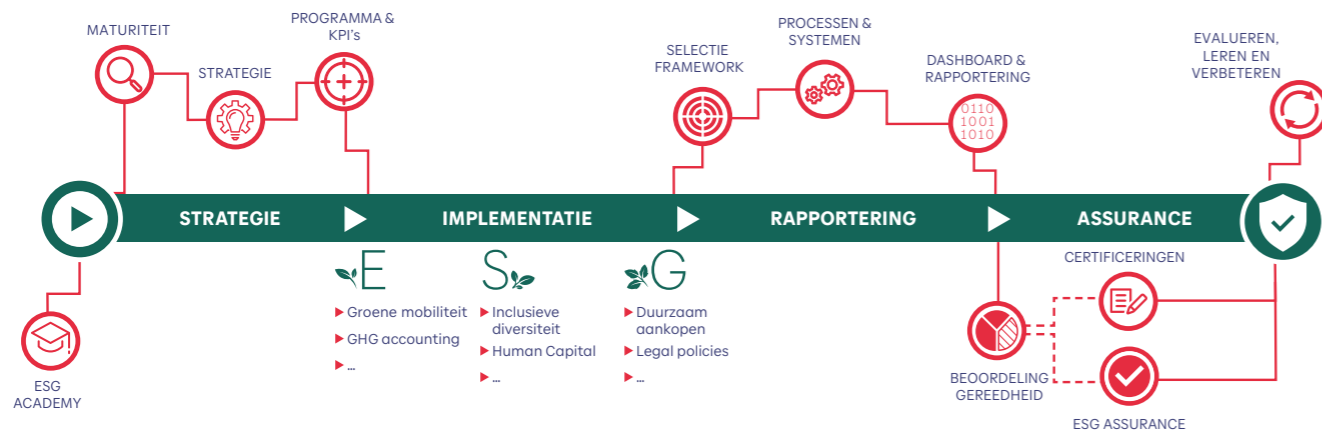 MATURITEIT
STRATEGIE
PROGRAMMA &
KPI's
SELECTIE
FRAMEWORK
PROCESSEN &
SYSTEMEN
DASHBOARD &
RAPPORTERING
0110
1001
1010
EVALUEREN,
LEREN EN
VERBETEREN
STRATEGIE
IMPLEMENTATIE
RAPPORTERING
ASSURANCE
ESG
ACADEMY
E
Groene mobiliteit
GHG accounting
...
S
Inclusieve
diversiteit
Human Capital
...
G
Duurzaam
aankopen
Legal policies
...
BEOORDELING
GEREEDHEID
CERTIFICERINGEN
ESG ASSURANCE